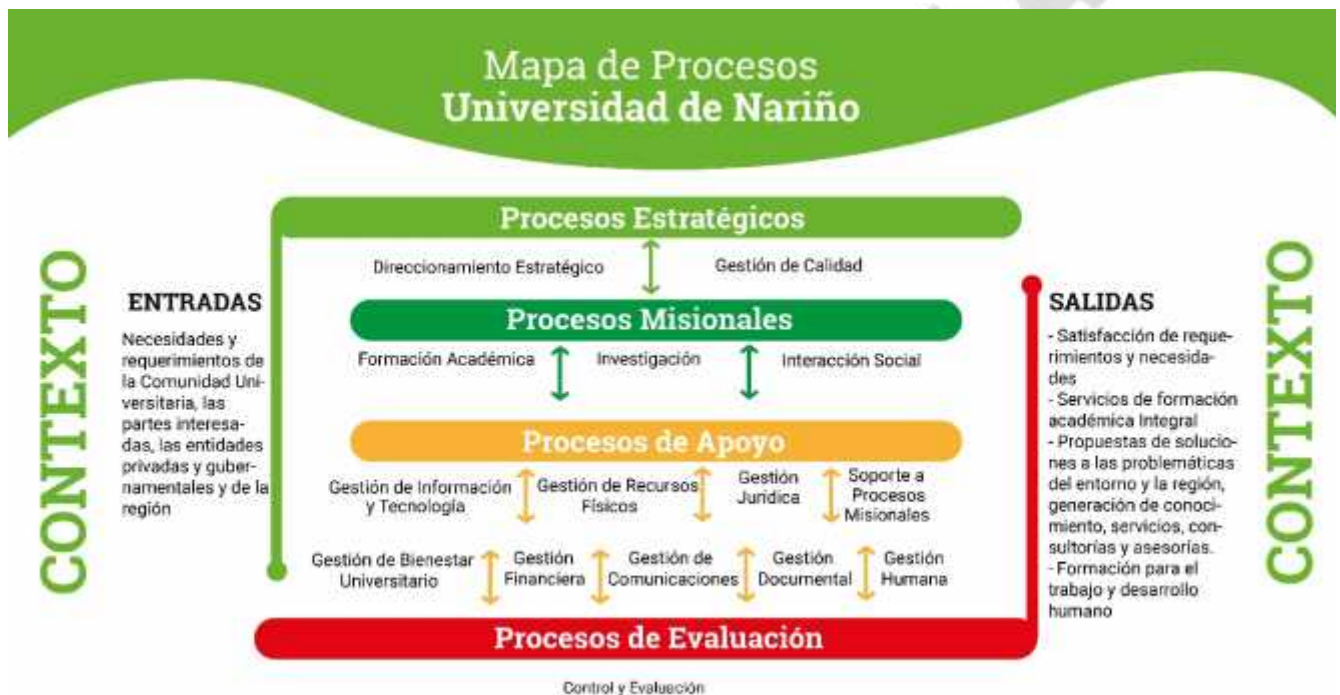 Mapa de Procesos
Universidad de Nariño
CONTEXTO
ENTRADAS
Necesidades y
requerimientos de
la Comunidad Uni-
versitaria, las
partes interesa-
das, las entidades
privadas y guber-
namentales y de la
región
Procesos Estratégicos
Direccionamiento Estratégico
Gestión de Calidad
Procesos Misionales
Formación Académica
Investigación
Interacción Social
Procesos de Apoyo
Gestión de Información
y Tecnología
Gestión de Recursos
Físicos
Gestión
Jurídica
Soporte a
Procesos
Misionales
Gestión de Bienestar
Universitario
Gestión
Financiera
Gestión de
Comunicaciones
Gestión
Documental
Gestión
Humana
Procesos de Evaluación
Control y Evaluación
SALIDAS
- Satisfacción de reque-
rimientos y necesida-
des
- Servicios de formación
académica Integral
- Propuestas de solucio-
nes a las problemáticas
del entorno y la región,
generación de conoci-
miento, servicios, con-
sultorías y asesorías.
- Formación para el
trabajo y desarrollo
humano
CONTEXTO